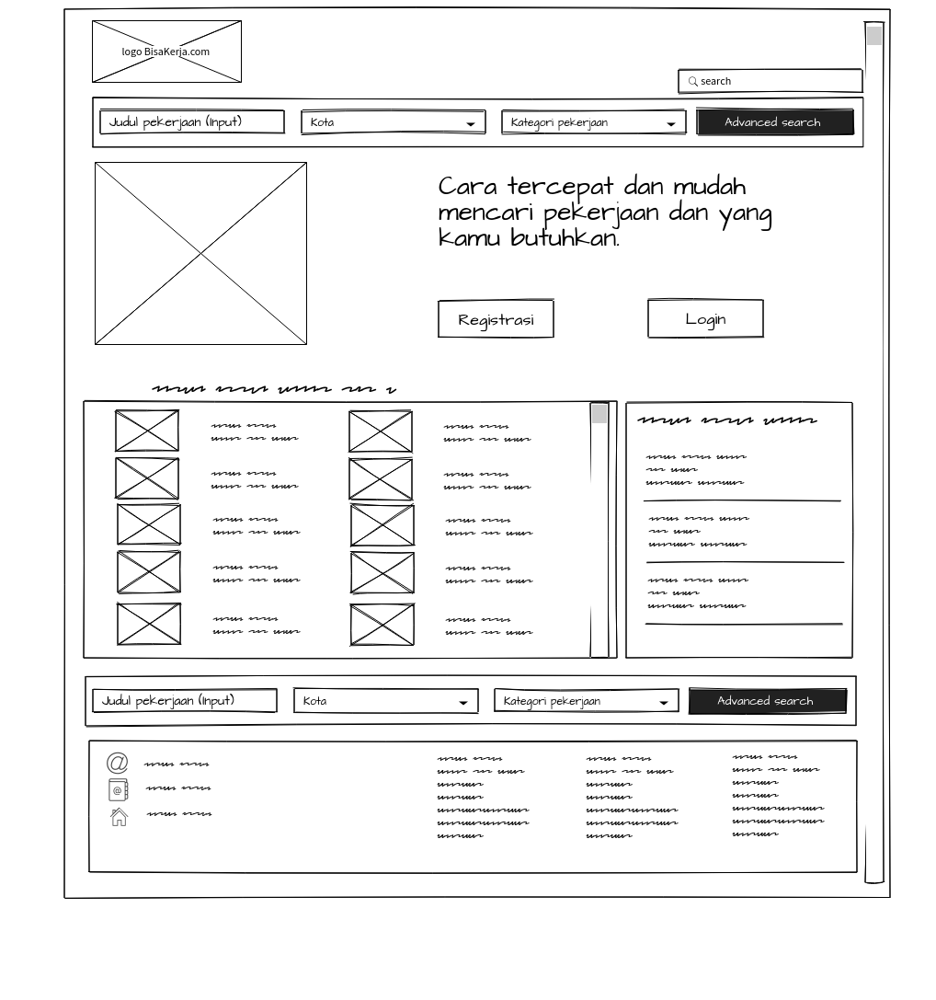 logo BisaKerja.com
search
Judul pekerjaan (Input)
Kota
Kategori pekerjaan
Advanced search
Cara tercepat dan mudah
mencari pekerjaan dan yang
kamu butuhkan.
Registrasi
Login
Judul pekerjaan (Input)
Kota
Kategori pekerjaan
Advanced search